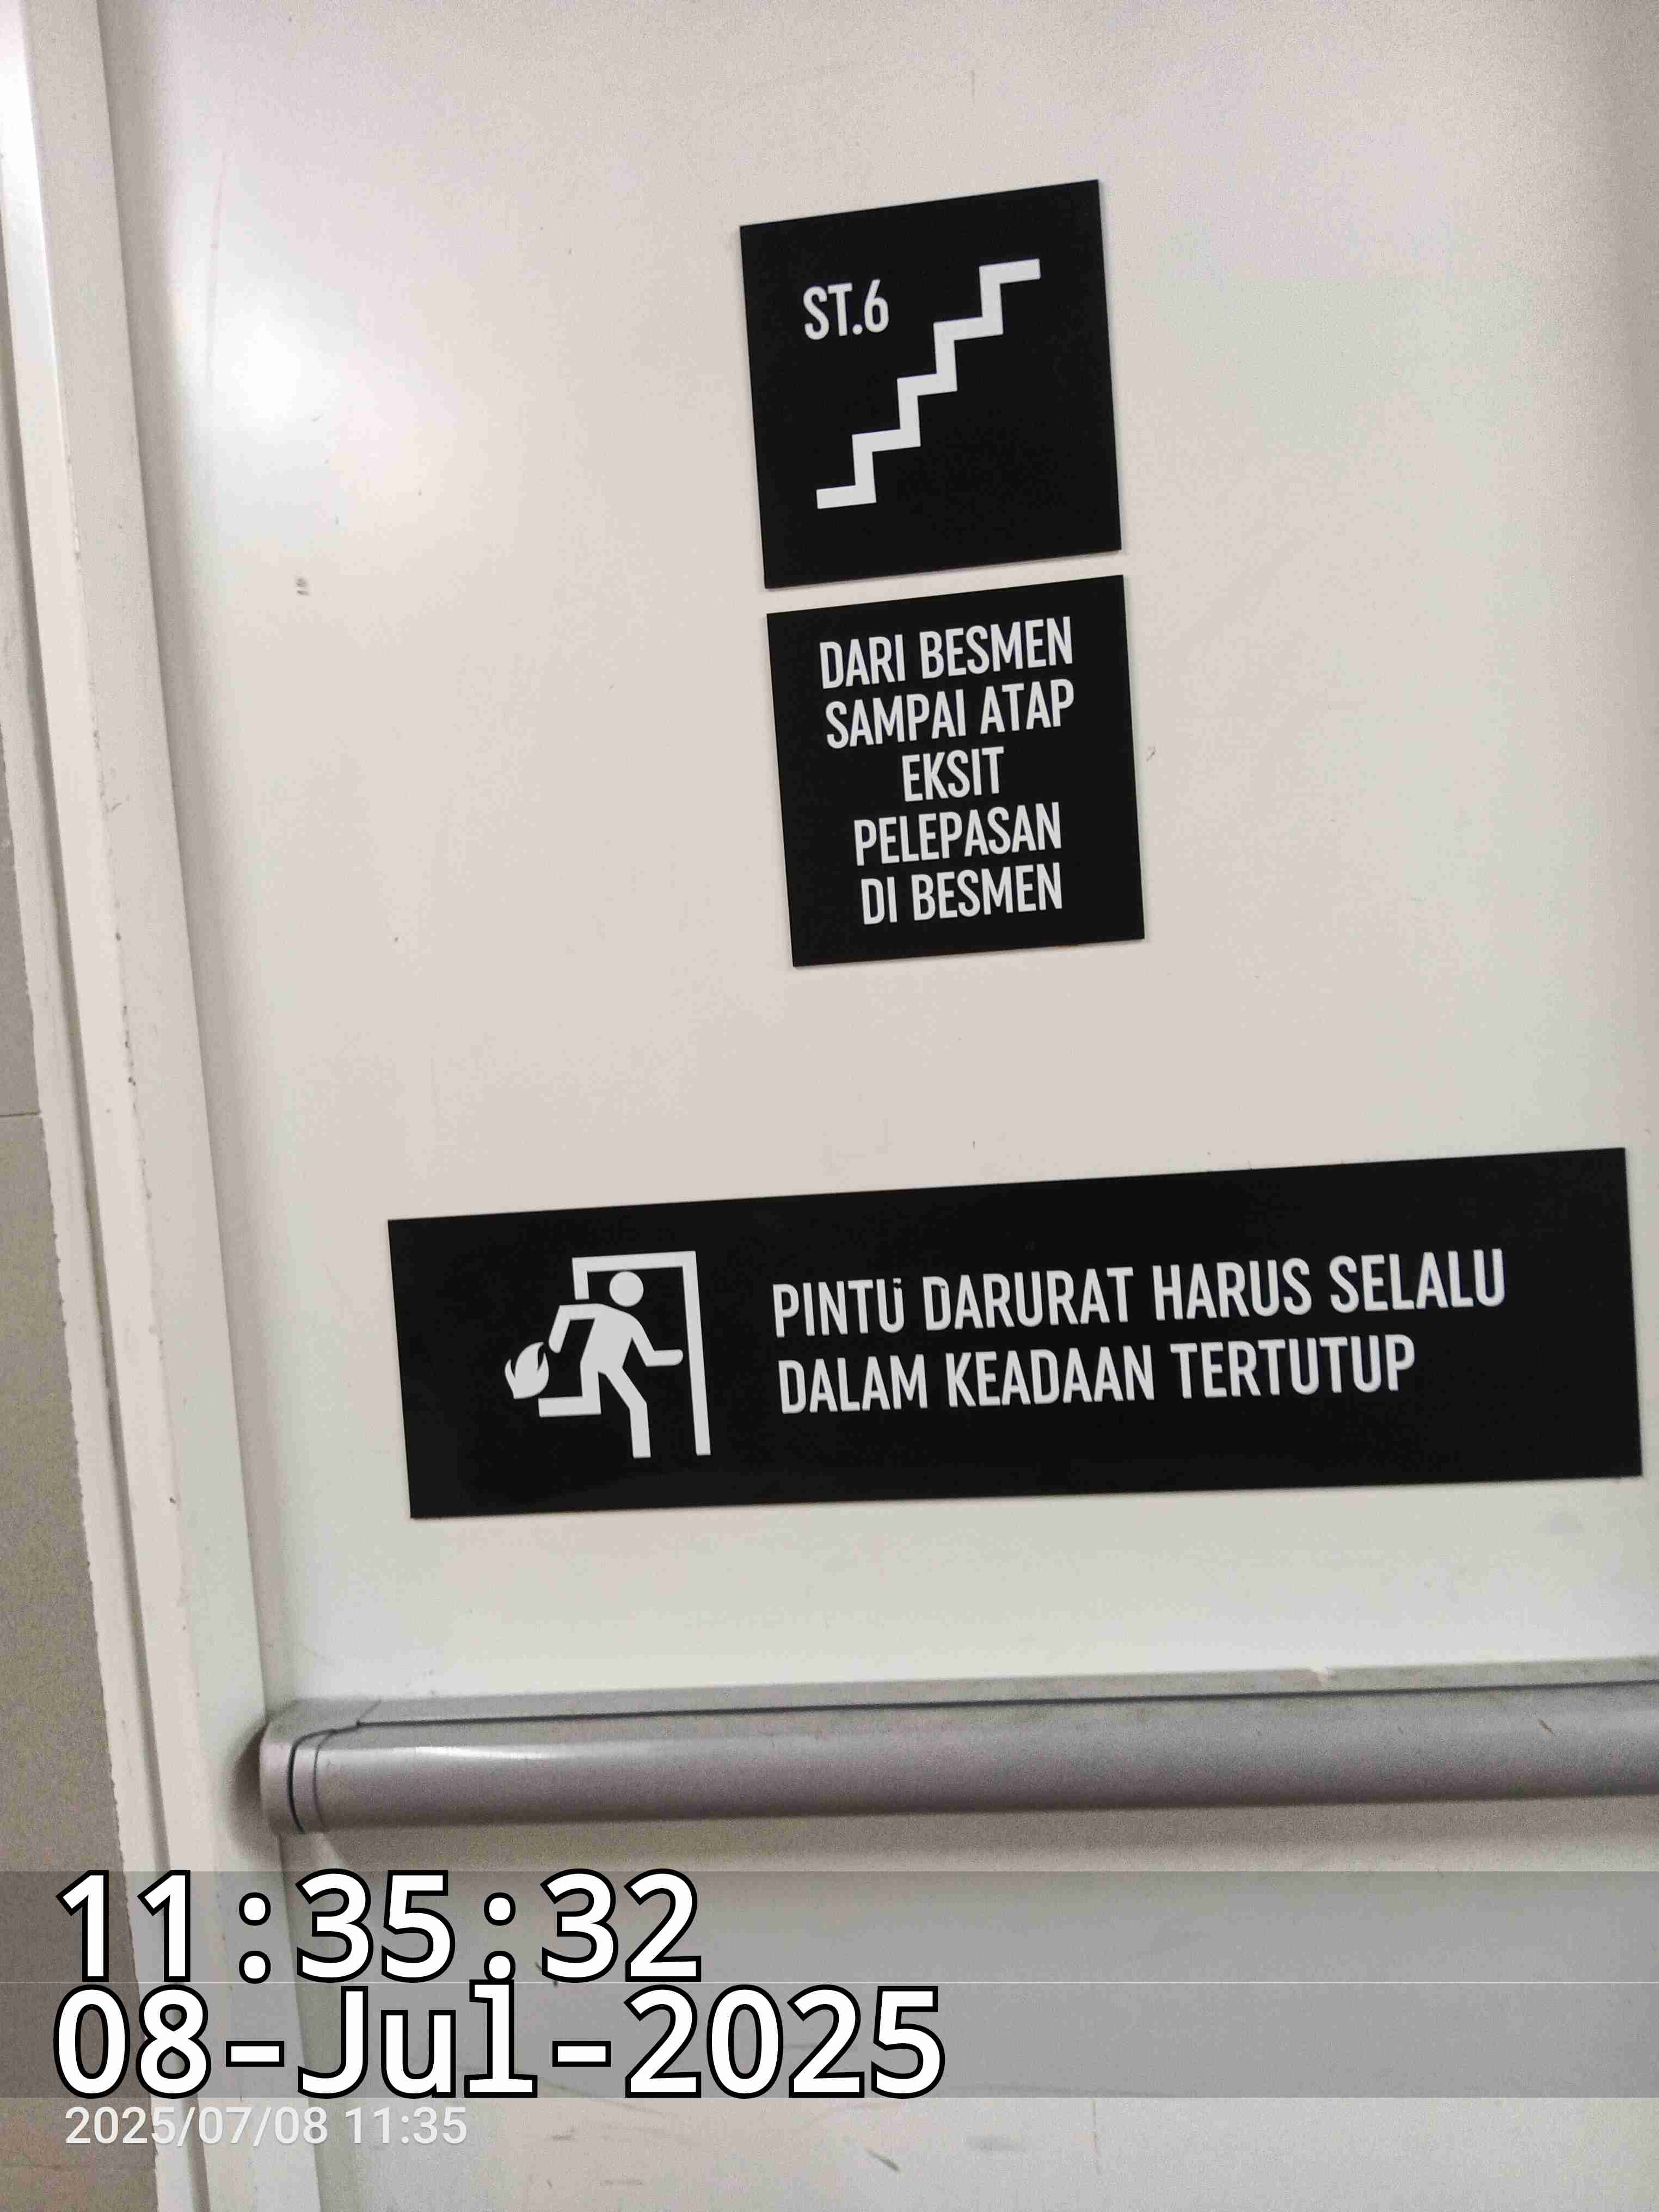 ST.6
DARI BESMEN
SAMPAI ATAP
EKSIT
PELEPASAN
DI BESMEN
PINTU DARURAT HARUS SELALU
DALAM KEADAAN TERTUTUP
11:35:32
08-Jul-2025
2025/07/08 11:35